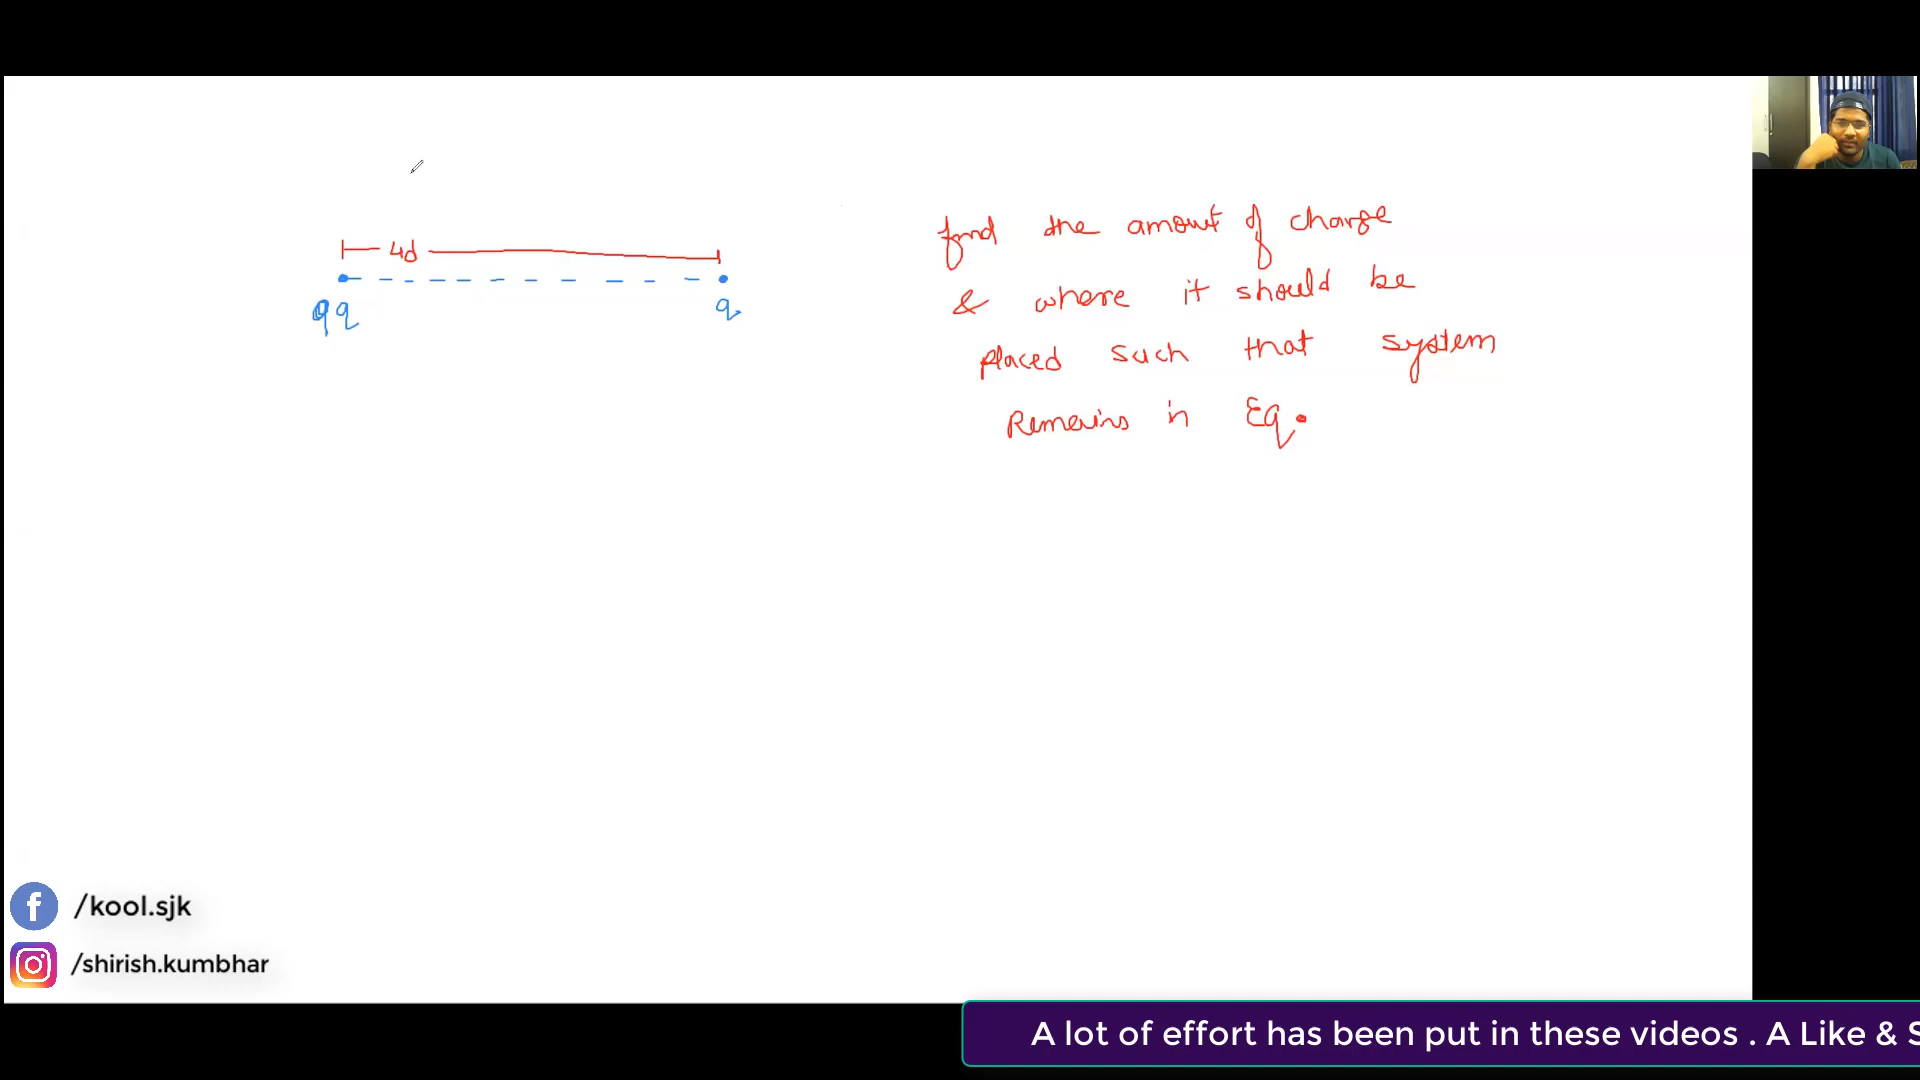 4d
9q
q
find the amount of charge
& where it should be
placed such that system
Remains in Eq.
/kool.sjk
/shirish.kumbhar
A lot of effort has been put in these videos . A Like & S